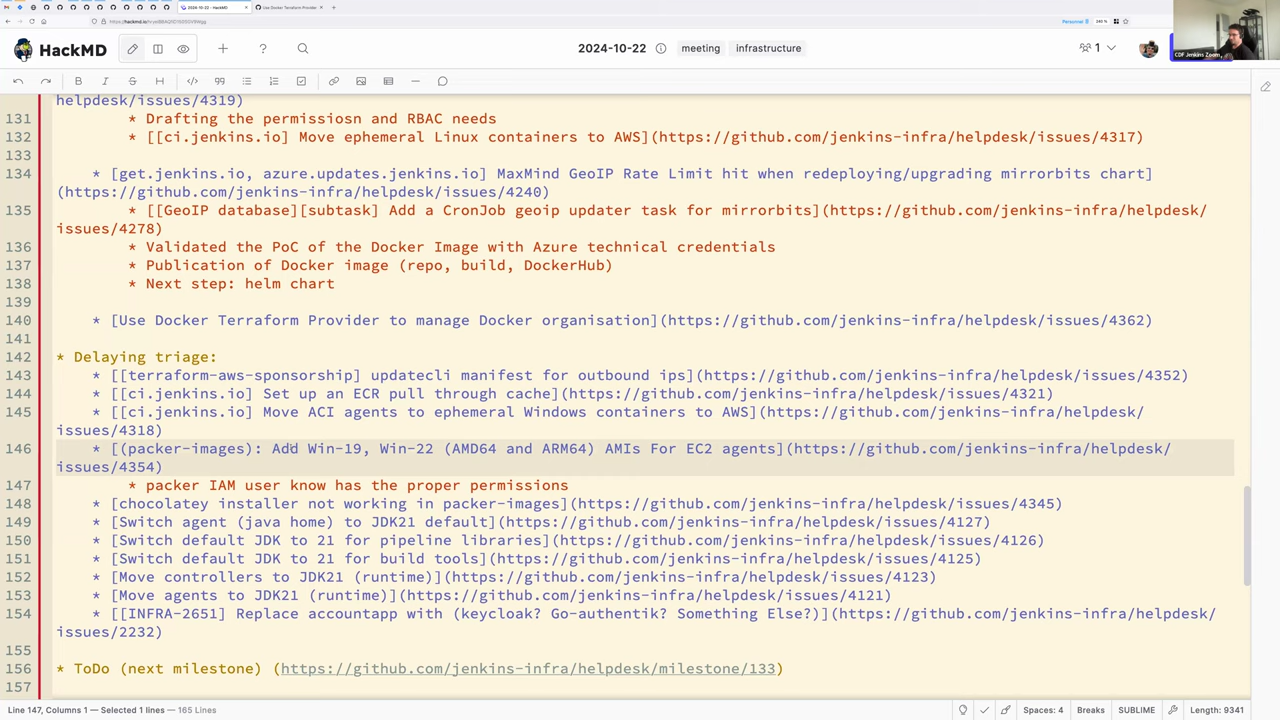 2024-10-22 - HackMD
Use Docker Terraform Provider
Personnel
240 %
HackMD
2024-10-22
meeting
infrastructure
1
CDF Jenkins Zoom
helpdesk/issues/4319)
131 * Drafting the permissiosn and RBAC needs
132 * [[ci.jenkins.io] Move ephemeral Linux containers to AWS](https://github.com/jenkins-infra/helpdesk/issues/4317)
133
134 * [get.jenkins.io, azure.updates.jenkins.io] MaxMind GeoIP Rate Limit hit when redeploying/upgrading mirrorbits chart]
(https://github.com/jenkins-infra/helpdesk/issues/4240)
135 * [[GeoIP database][subtask] Add a CronJob geoip updater task for mirrorbits](https://github.com/jenkins-infra/helpdesk/
issues/4278)
136 * Validated the PoC of the Docker Image with Azure technical credentials
137 * Publication of Docker image (repo, build, DockerHub)
138 * Next step: helm chart
139
140 * [Use Docker Terraform Provider to manage Docker organisation](https://github.com/jenkins-infra/helpdesk/issues/4362)
141
142 * Delaying triage:
143 * [[terraform-aws-sponsorship] updatecli manifest for outbound ips](https://github.com/jenkins-infra/helpdesk/issues/4352)
144 * [[ci.jenkins.io] Set up an ECR pull through cache](https://github.com/jenkins-infra/helpdesk/issues/4321)
145 * [[ci.jenkins.io] Move ACI agents to ephemeral Windows containers to AWS](https://github.com/jenkins-infra/helpdesk/
issues/4318)
146 * [(packer-images): Add Win-19, Win-22 (AMD64 and ARM64) AMIs For EC2 agents](https://github.com/jenkins-infra/helpdesk/
issues/4354)
147 * packer IAM user know has the proper permissions
148 * [chocolatey installer not working in packer-images](https://github.com/jenkins-infra/helpdesk/issues/4345)
149 * [Switch agent (java home) to JDK21 default](https://github.com/jenkins-infra/helpdesk/issues/4127)
150 * [Switch default JDK to 21 for pipeline libraries](https://github.com/jenkins-infra/helpdesk/issues/4126)
151 * [Switch default JDK to 21 for build tools](https://github.com/jenkins-infra/helpdesk/issues/4125)
152 * [Move controllers to JDK21 (runtime)](https://github.com/jenkins-infra/helpdesk/issues/4123)
153 * [Move agents to JDK21 (runtime)](https://github.com/jenkins-infra/helpdesk/issues/4121)
154 * [[INFRA-2651] Replace accountapp with (keycloak? Go-authentik? Something Else?)](https://github.com/jenkins-infra/helpdesk/
issues/2232)
155
156 * ToDo (next milestone) (https://github.com/jenkins-infra/helpdesk/milestone/133)
157
Line 147, Columns 1 — Selected 1 lines — 165 Lines
Spaces: 4
Breaks
SUBLIME
Length: 9341